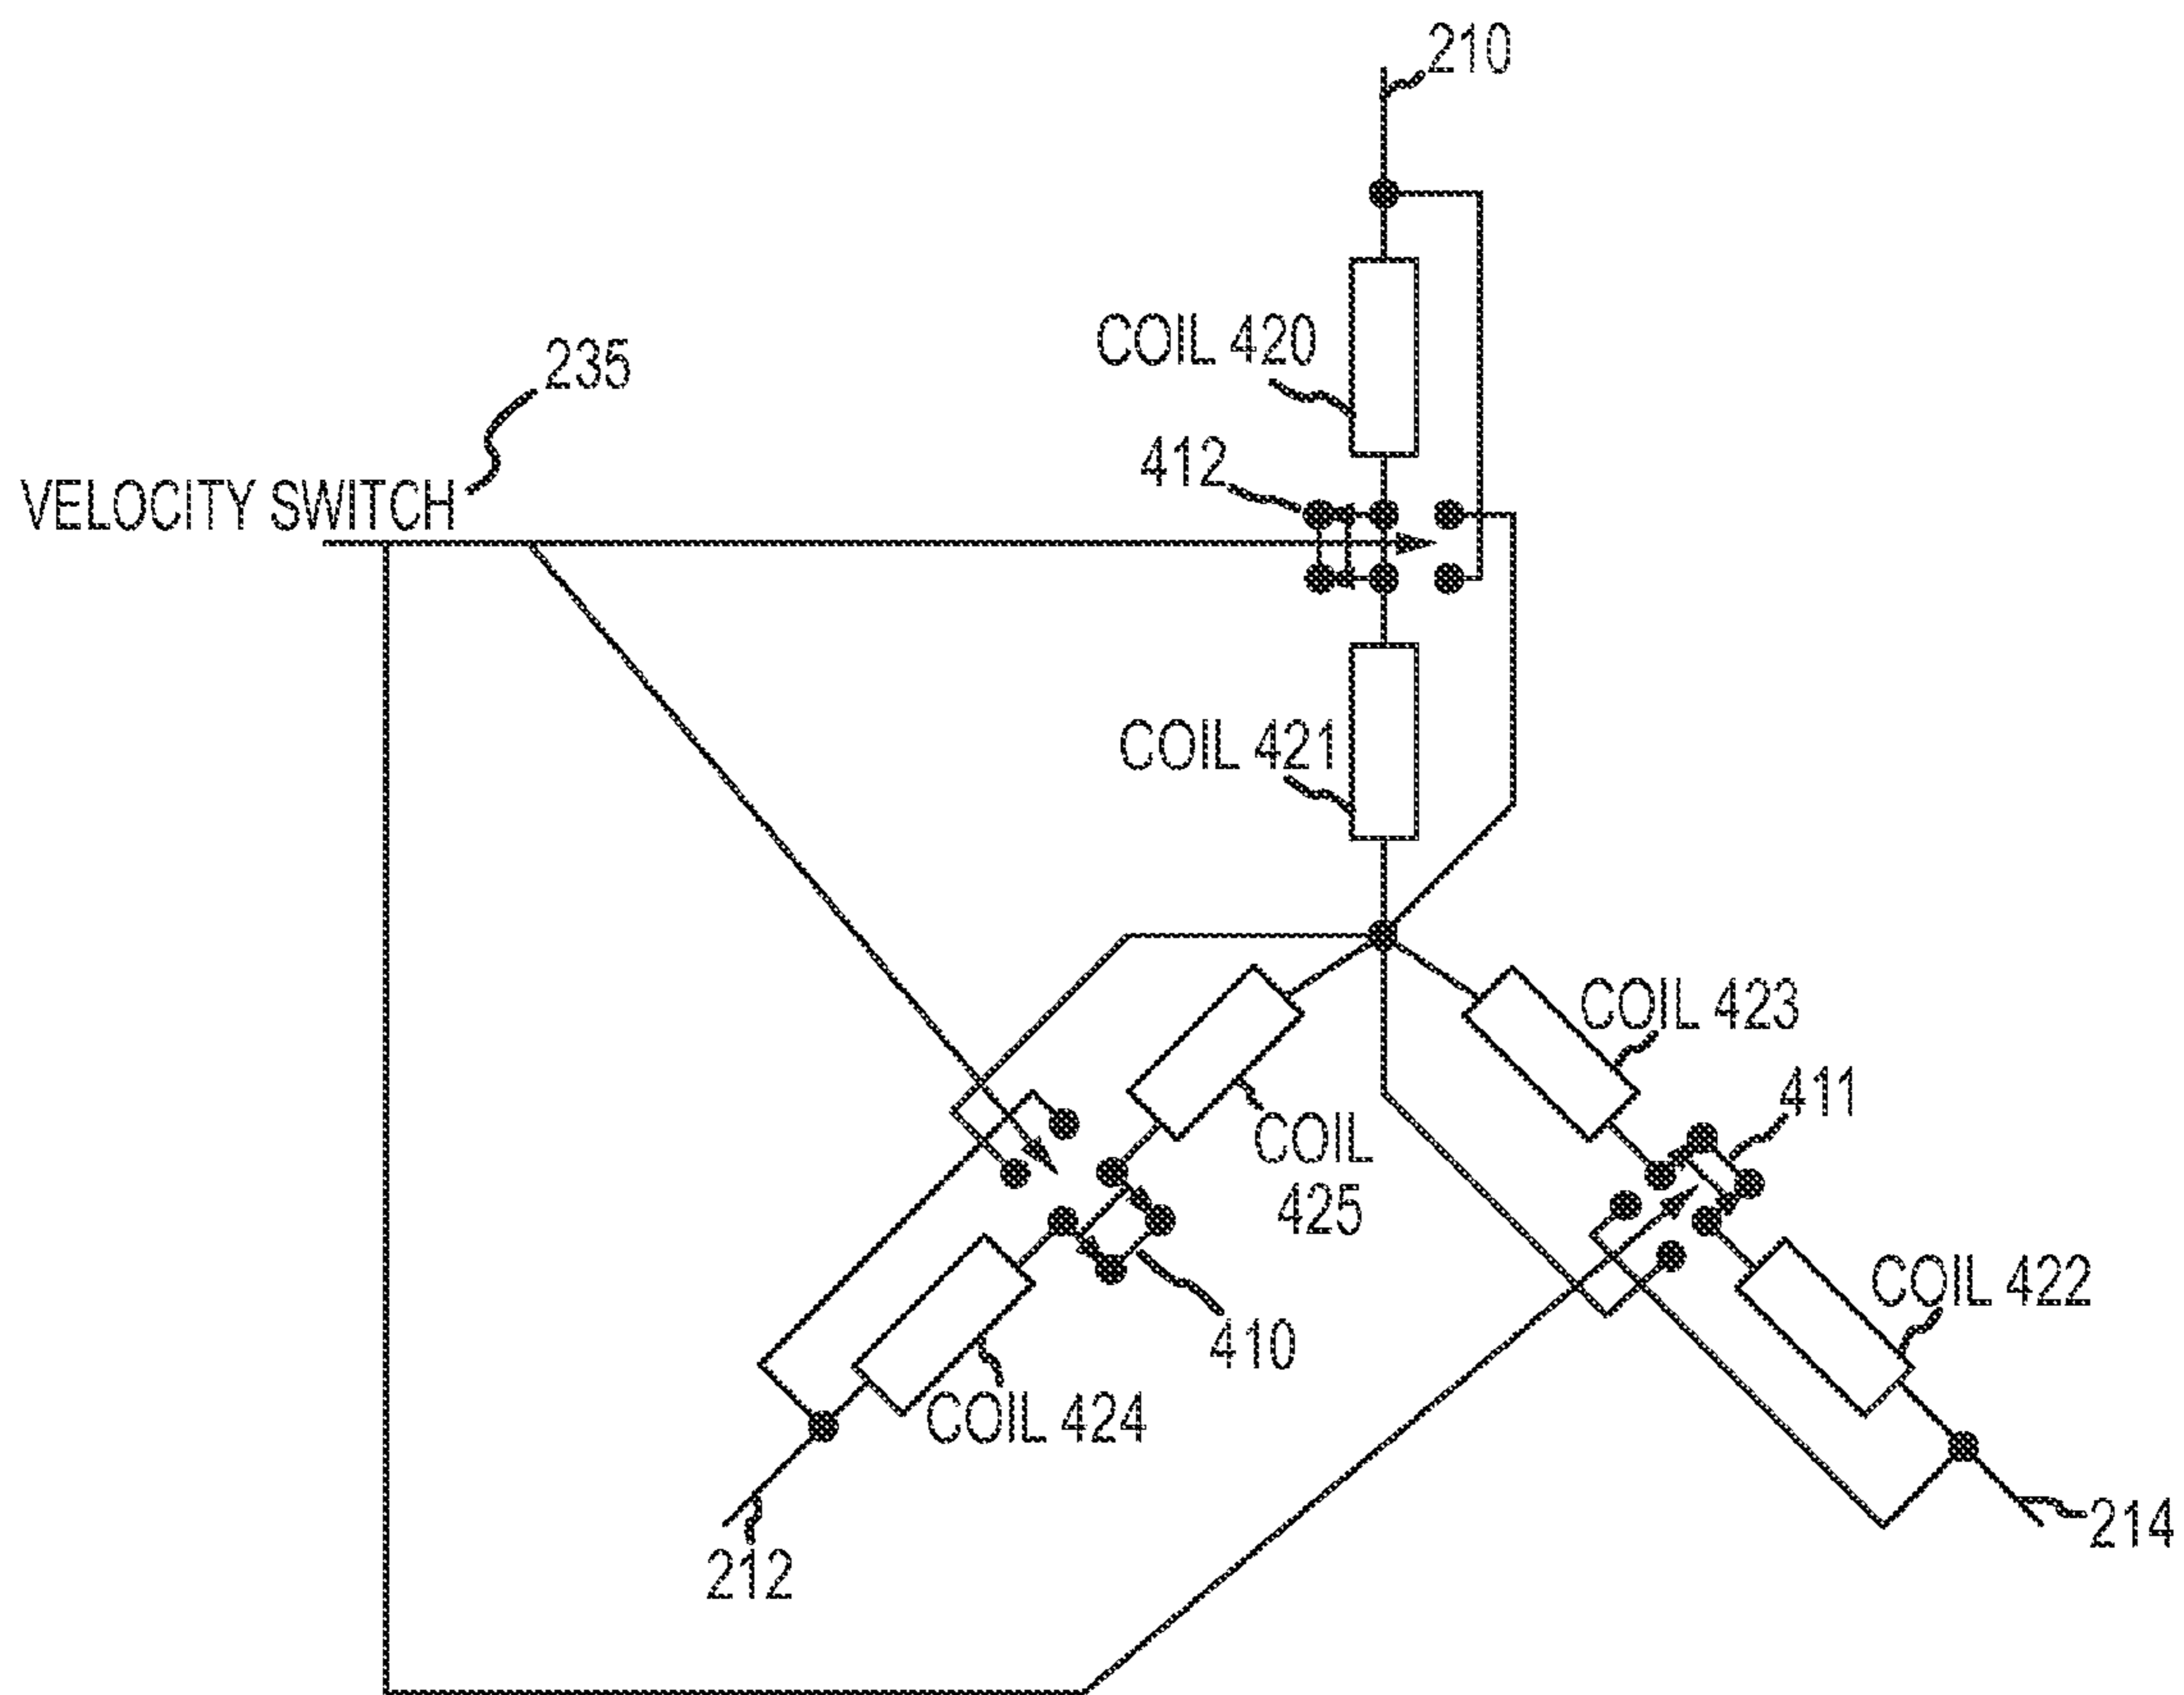 210
COIL 420
235
412
VELOCITY SWITCH
COIL 421
COIL 423
411
COIL
425
COIL 422
410
COIL 424
214
212